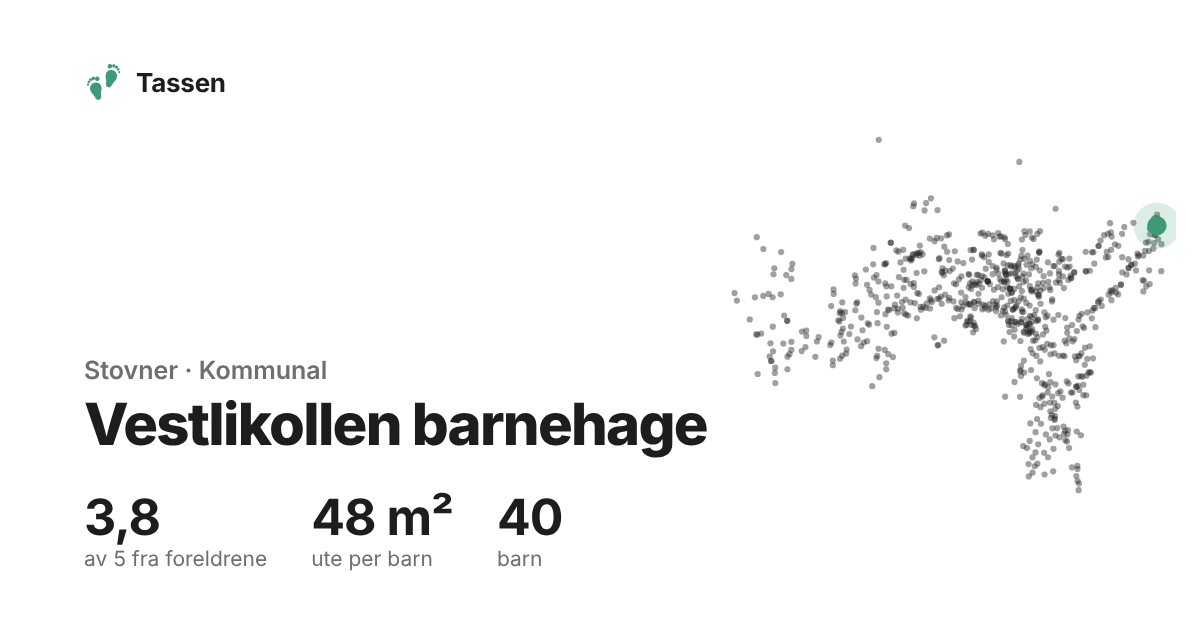 Tassen
Stovner · Kommunal
Vestlikollen barnehage
3,8 48 m² 40
av 5 fra foreldrene ute per barn barn